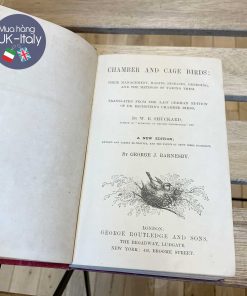 Mua hàng
UK-Italy
CHAMBER AND CAGE BIRDS:
THEIR MANAGEMENT, HABITS, DISEASES, BREEDING,
AND THE METHODS OF TAKING THEM.
TRANSLATED FROM THE LAST GERMAN EDITION
OF DR. BECHSTEIN'S CHAMBER BIRDS,
BY W. E. SHUCKARD,
A NEW EDITION,
BY GEORGE J. BARNESBY.
LONDON:
GEORGE ROUTLEDGE AND SONS,
THE BROADWAY, LUDGATE.
NEW YORK: 416, BROOME STREET.